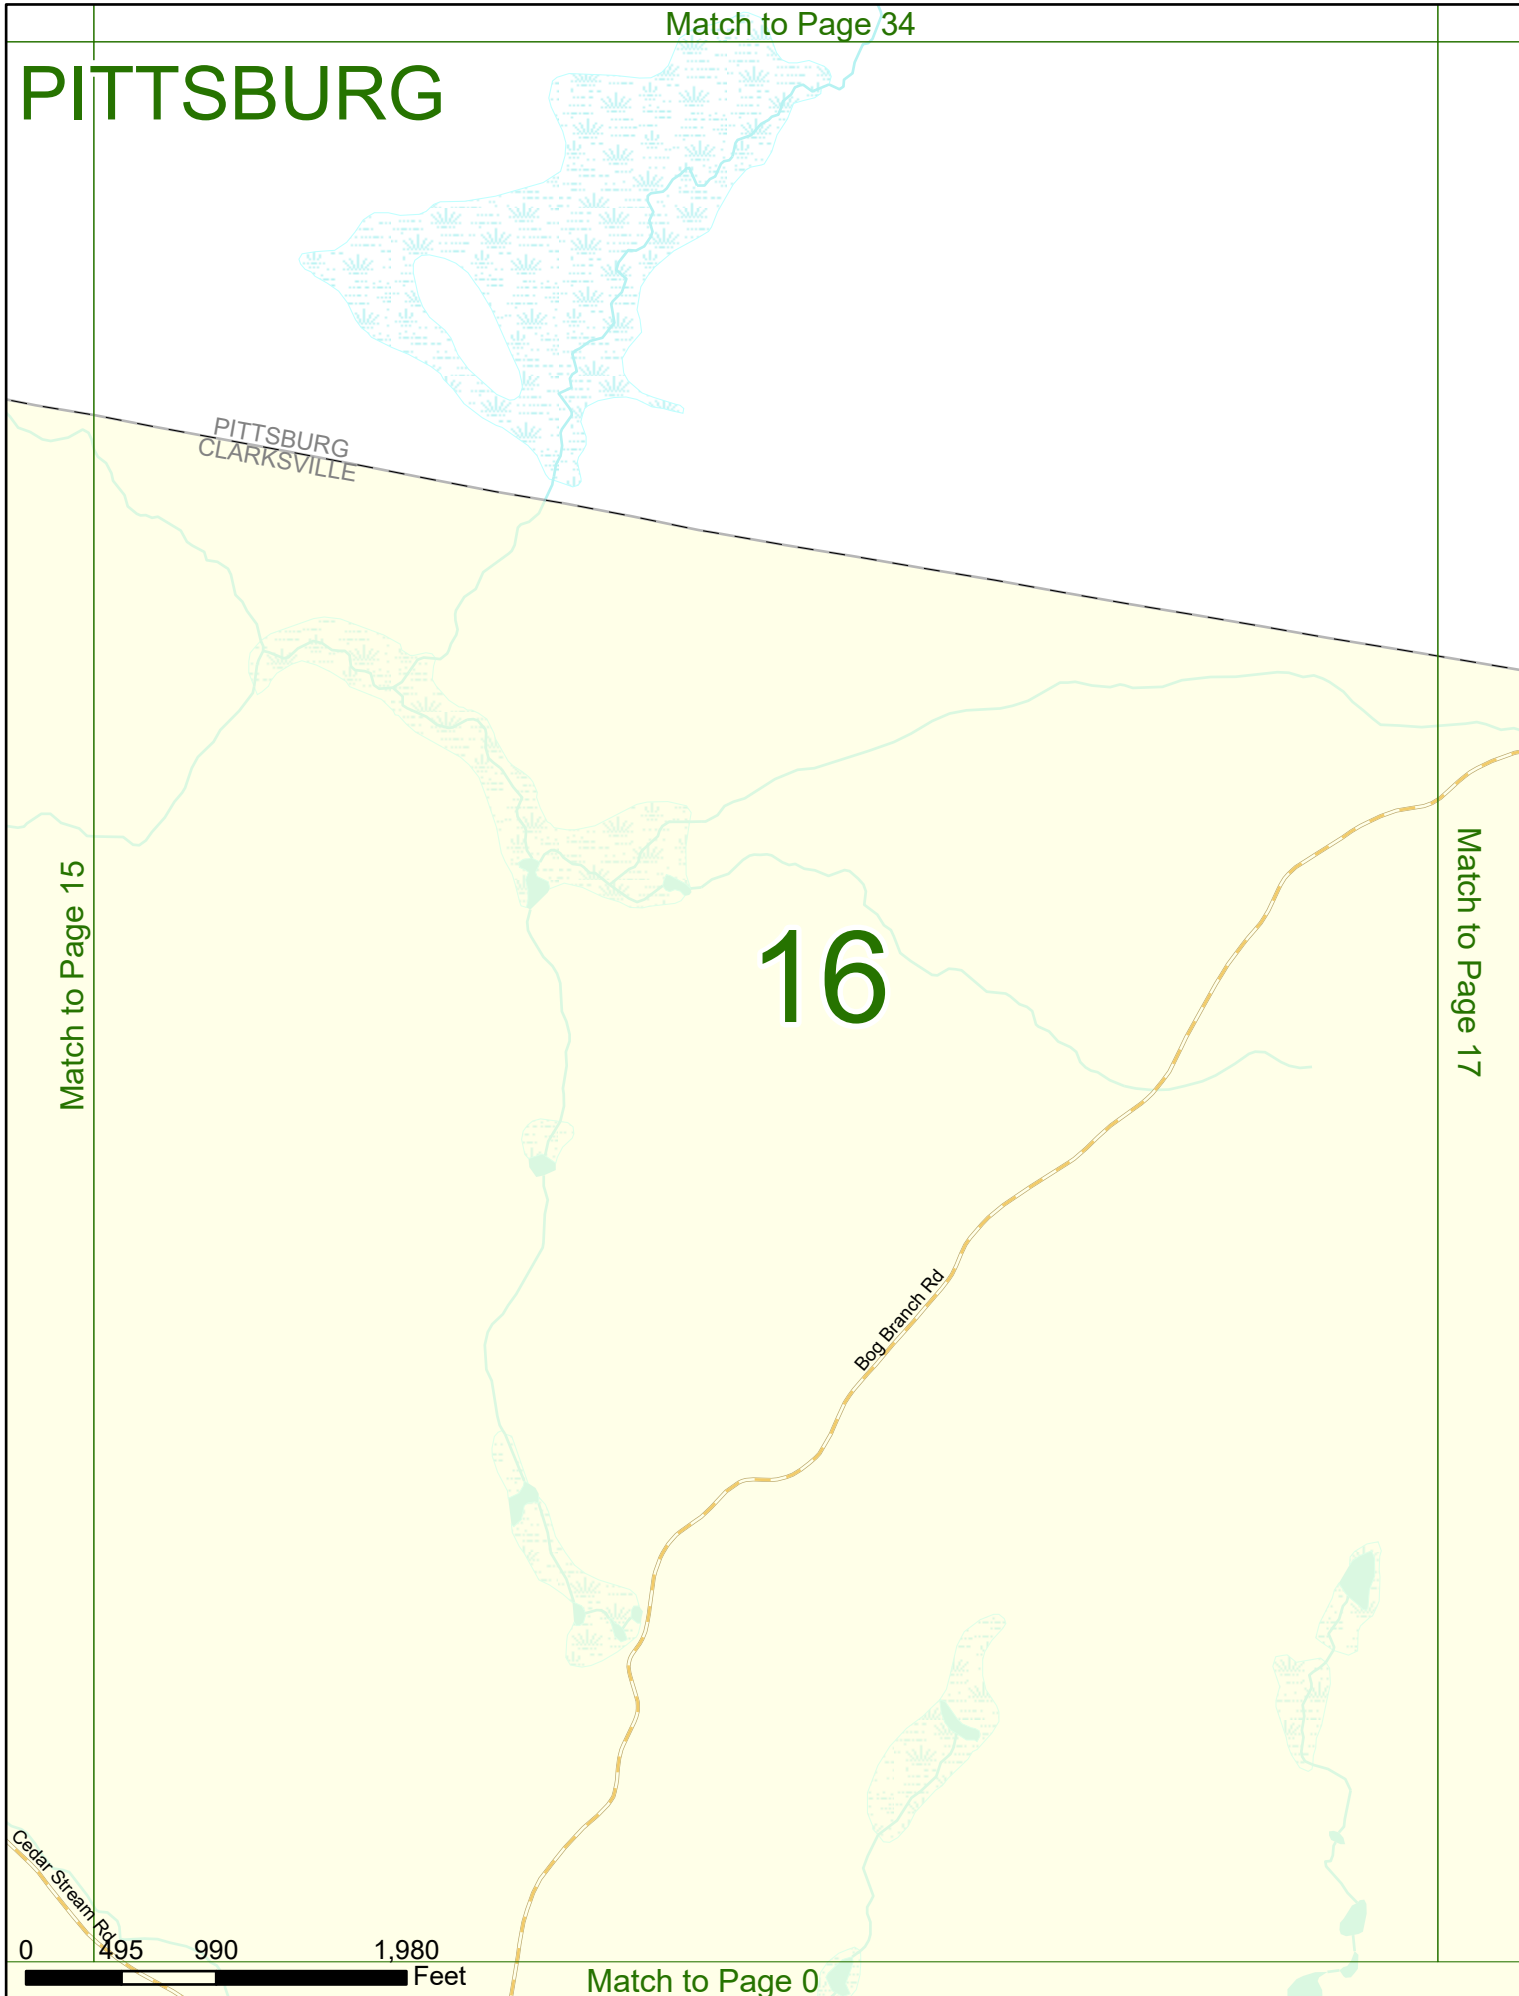 Match to Page 34
PITTSBURG
PITTSBURG
CLARKSVILLE
Match to Page 15
16
Match to Page 17
Bog Branch Rd
Cedar Stream Rd
0 495 990 1,980
Feet
Match to Page 0